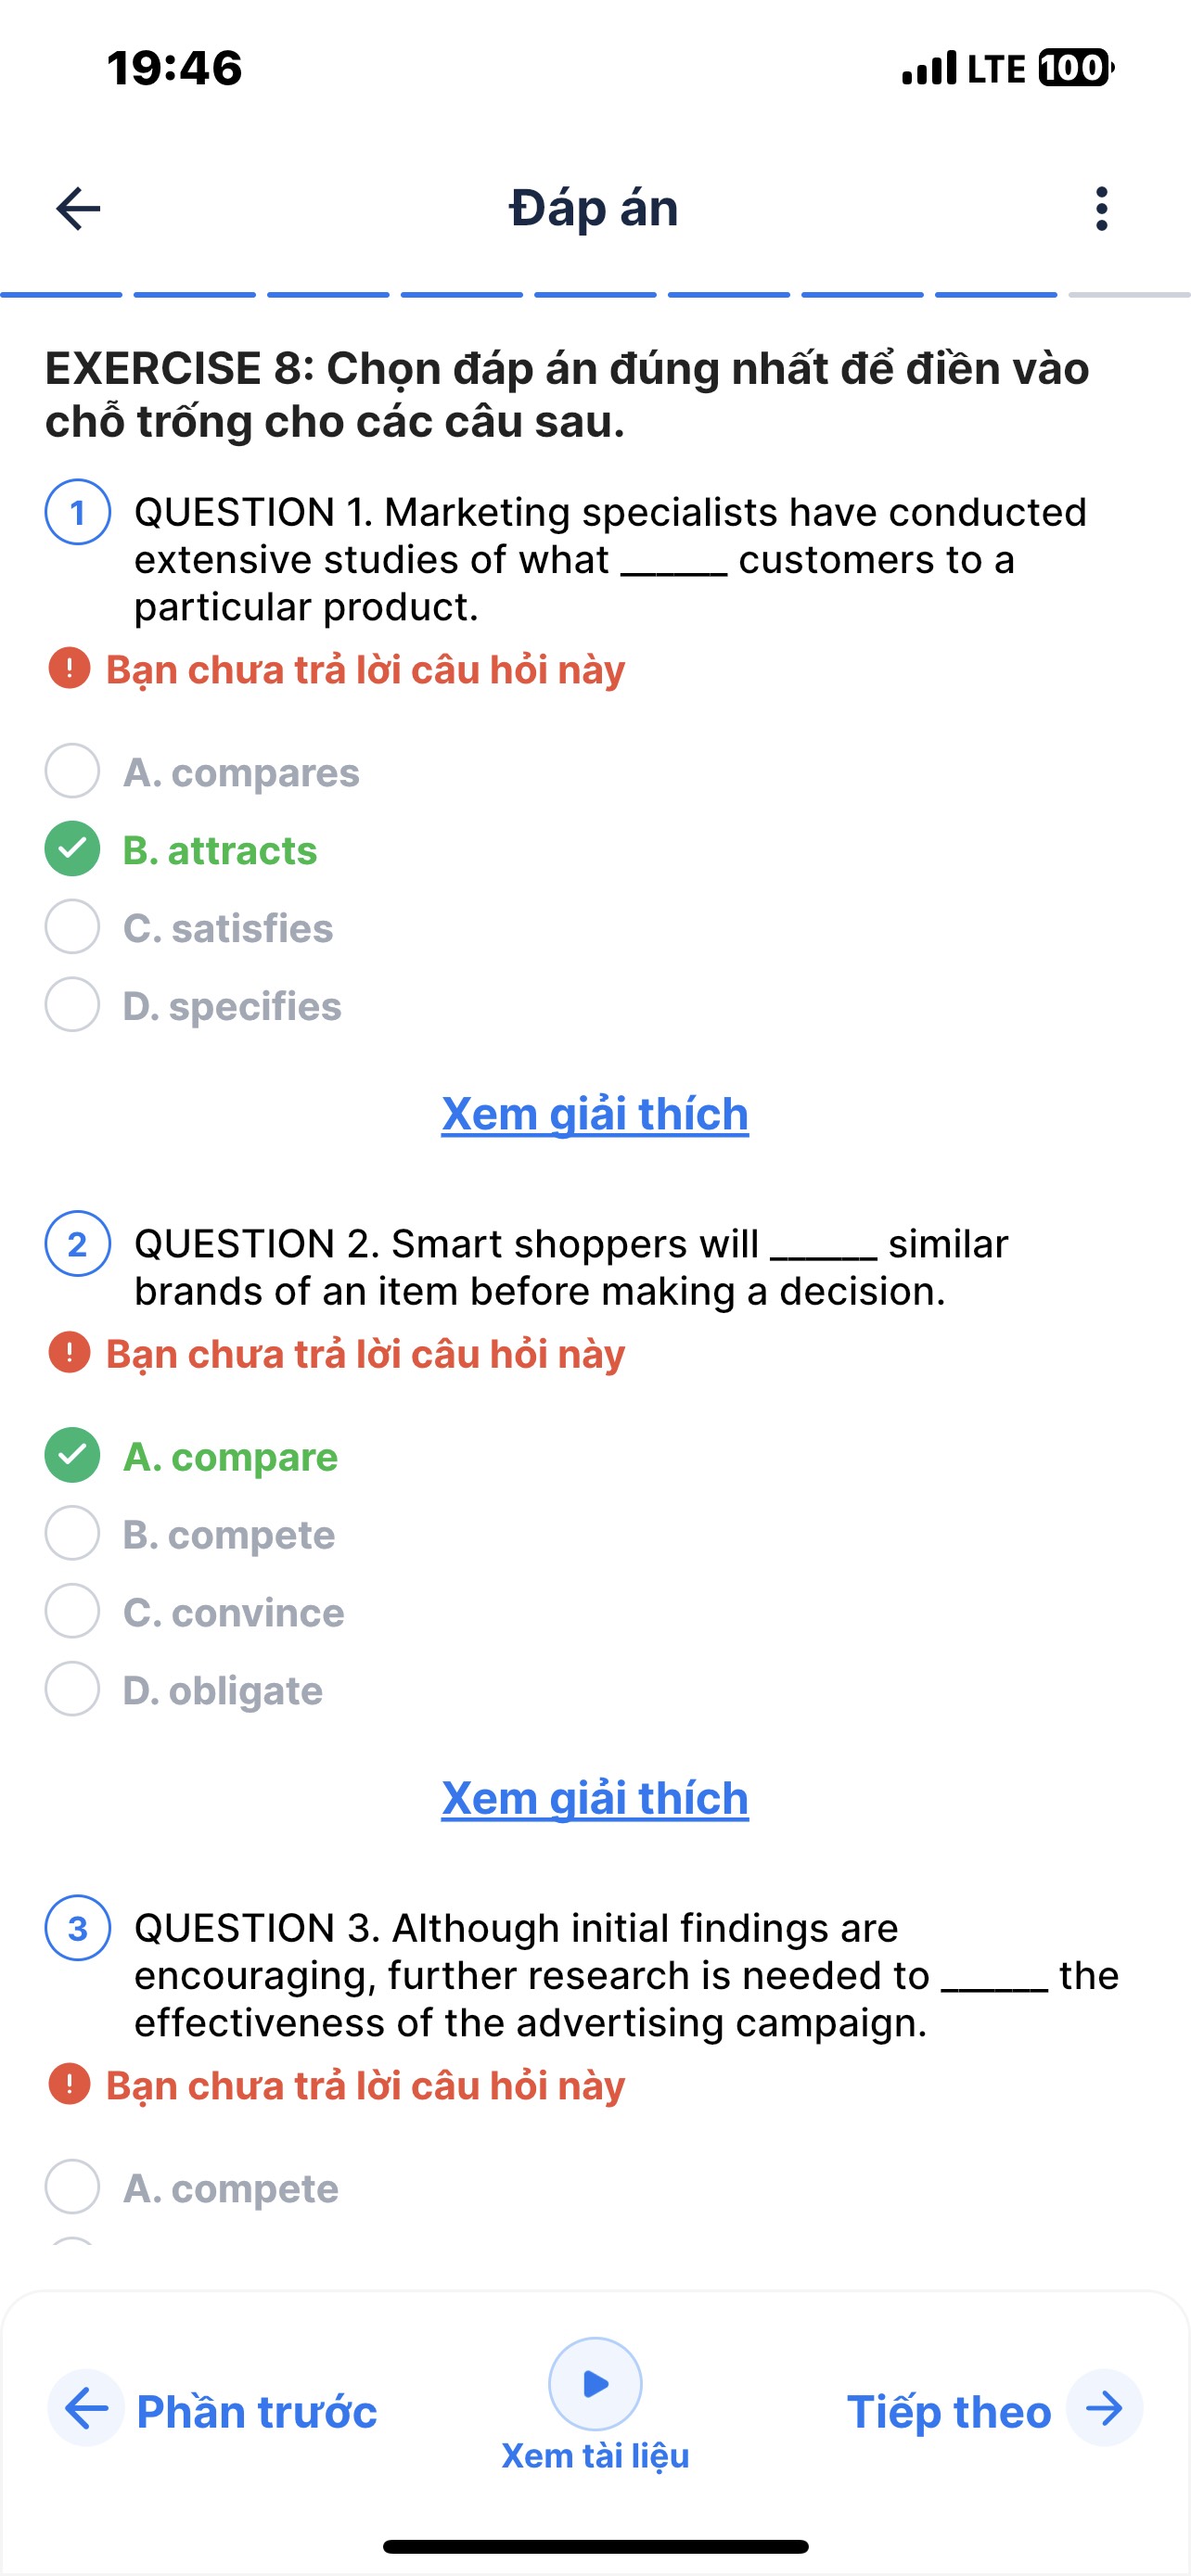 19:46
LTE 100
Đáp án
EXERCISE 8: Chọn đáp án đúng nhất để điền vào
chỗ trống cho các câu sau.
1 QUESTION 1. Marketing specialists have conducted
extensive studies of what ______ customers to a
particular product.
! Bạn chưa trả lời câu hỏi này
A. compares
B. attracts
C. satisfies
D. specifies
Xem giải thích
2 QUESTION 2. Smart shoppers will ______ similar
brands of an item before making a decision.
! Bạn chưa trả lời câu hỏi này
A. compare
B. compete
C. convince
D. obligate
Xem giải thích
3 QUESTION 3. Although initial findings are
encouraging, further research is needed to ______ the
effectiveness of the advertising campaign.
! Bạn chưa trả lời câu hỏi này
A. compete
Phần trước
Xem tài liệu
Tiếp theo